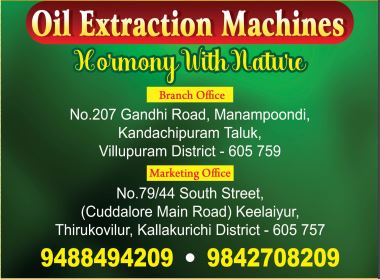 Oil Extraction Machines
Hormony With Nature
Branch Office
No.207 Gandhi Road, Manampoondi,
Kandachipuram Taluk,
Villupuram District - 605 759
Marketing Office
No.79/44 South Street,
(Cuddalore Main Road) Keelaiyur,
Thirukovilur, Kallakurichi District - 605 757
9488494209 • 9842708209